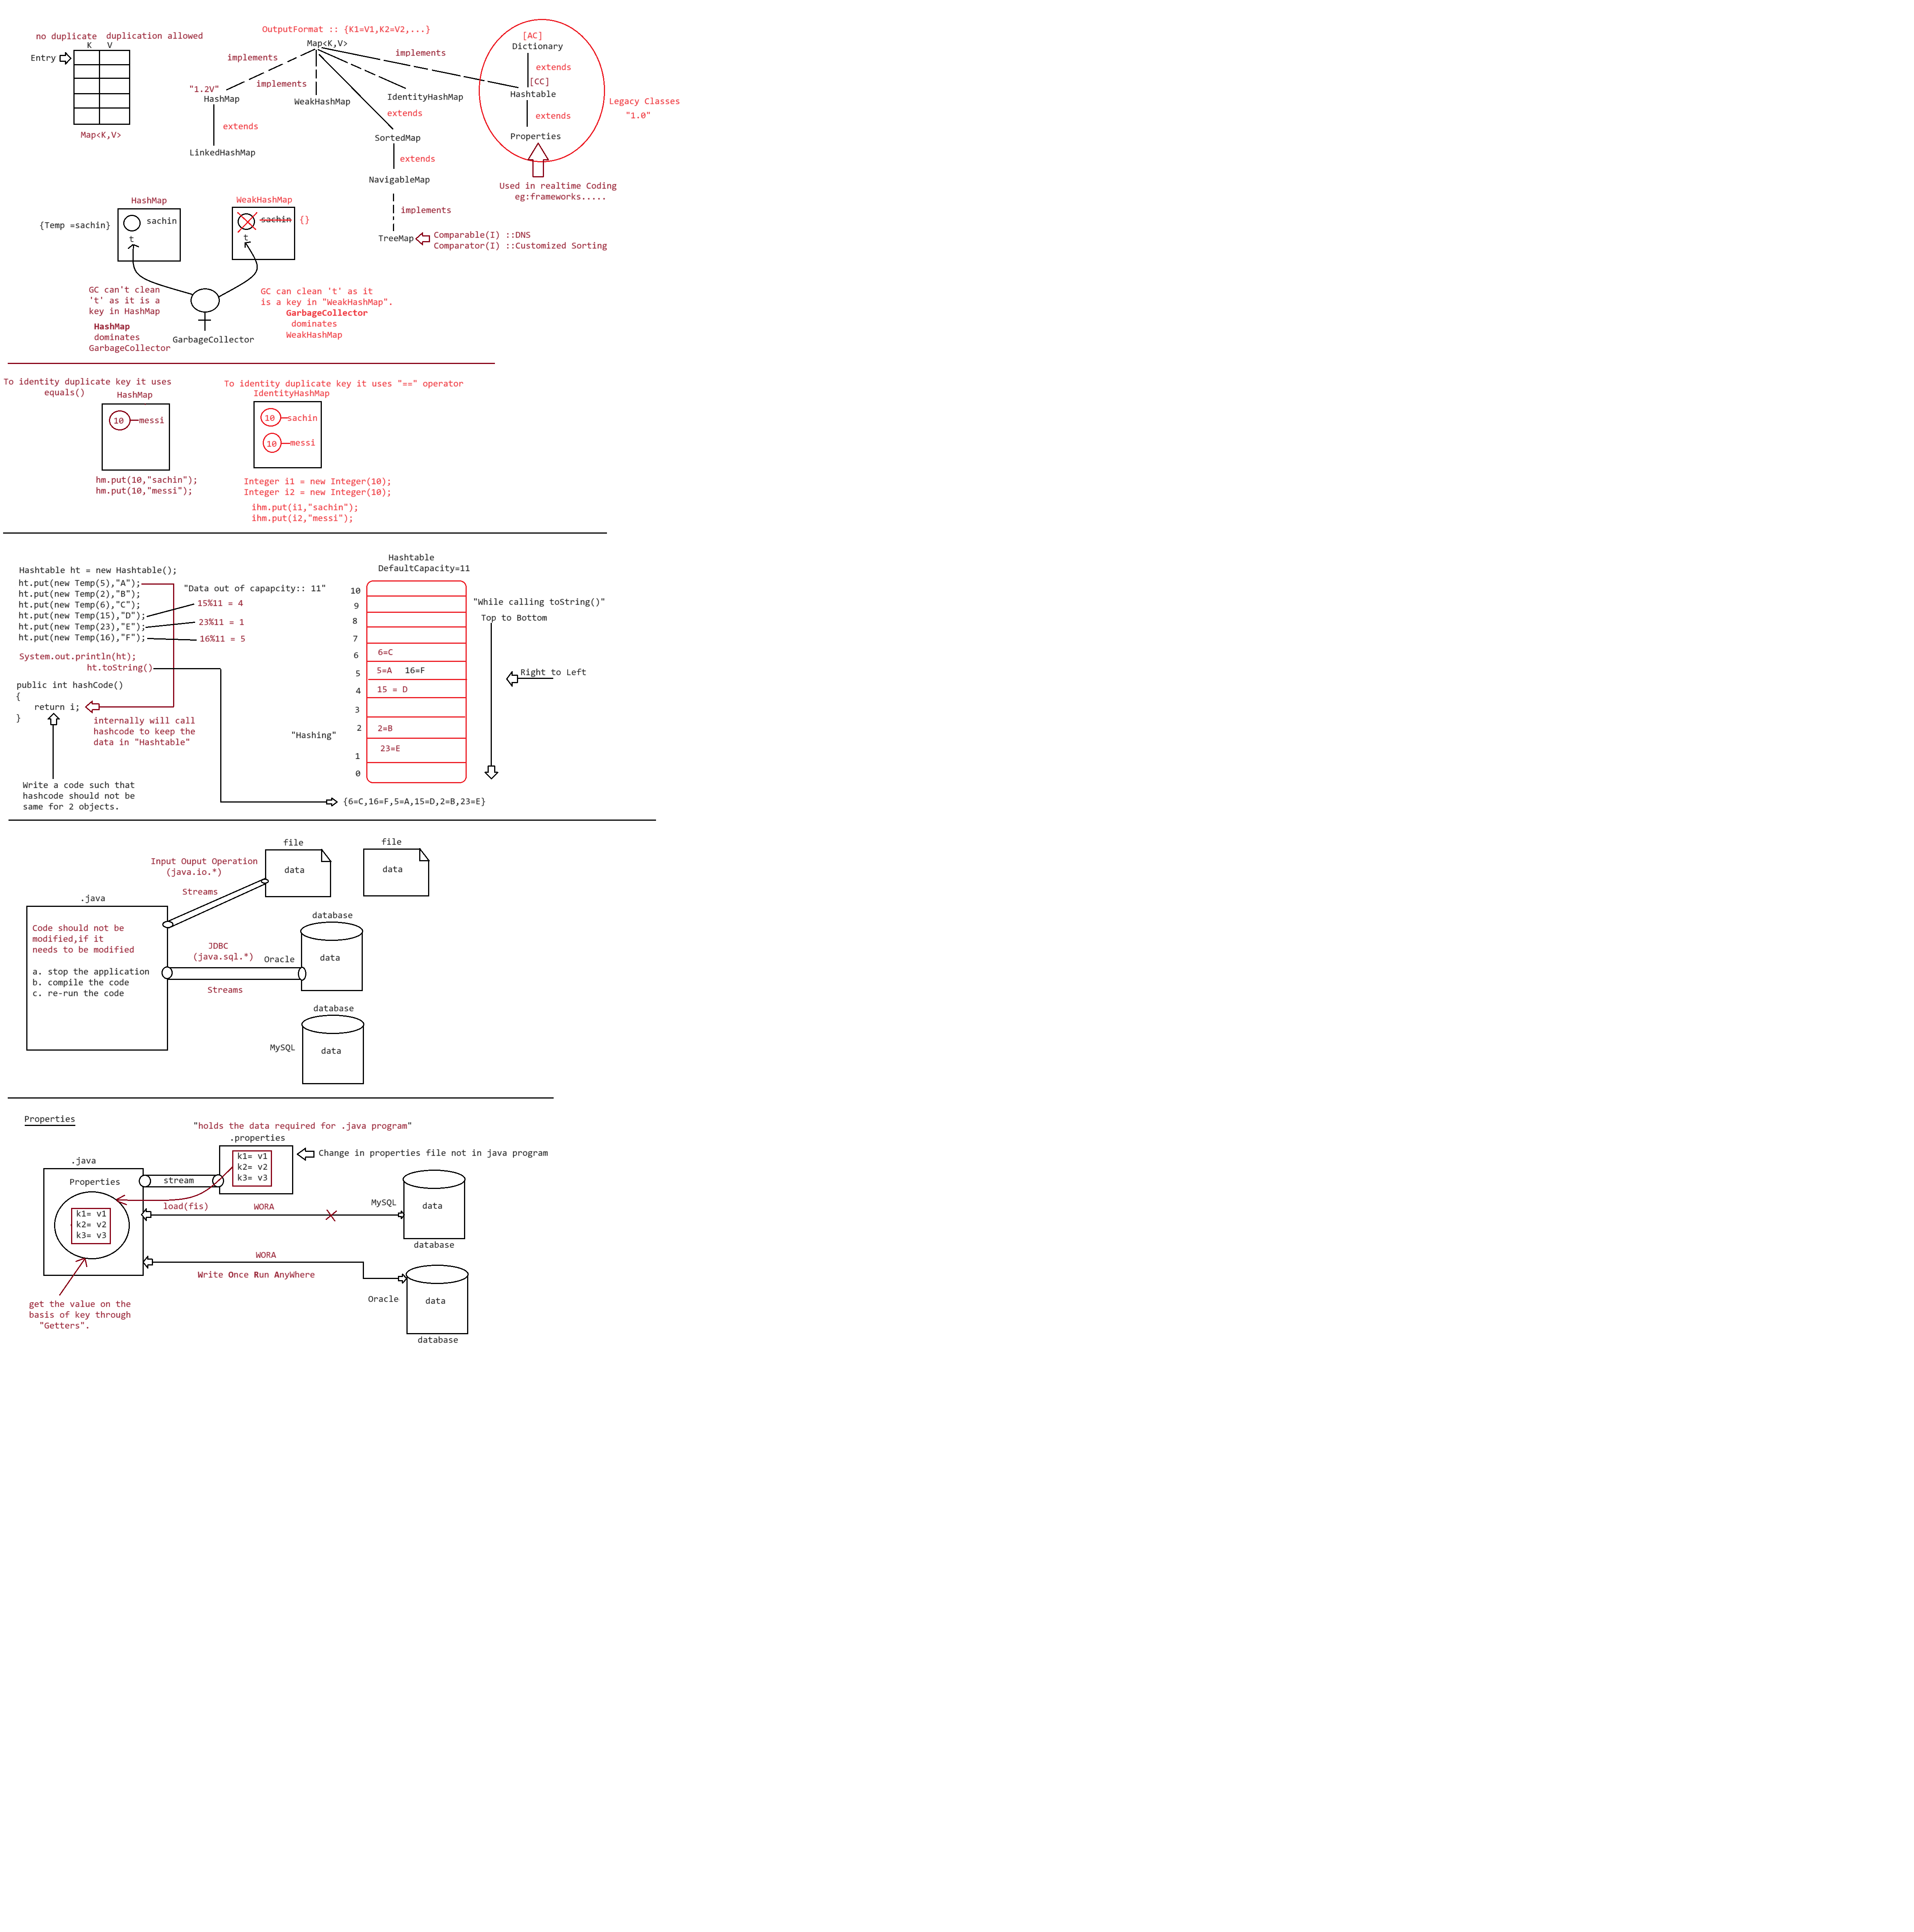 OutputFormat :: {K1=V1,K2=V2,...}
no duplicate duplication allowed
K V
Entry
Map<K,V>
Map<K,V>
implements
implements
implements
"1.2V"
HashMap
WeakHashMap
IdentityHashMap
extends
LinkedHashMap
extends
SortedMap
extends
NavigableMap
implements
TreeMap
Comparable(I) ::DNS
Comparator(I) ::Customized Sorting
[AC]
Dictionary
extends
[CC]
Hashtable
extends
Properties
Legacy Classes
"1.0"
Used in realtime Coding
eg:frameworks.....
HashMap
{Temp =sachin}
sachin
t
WeakHashMap
sachin {}
t
GC can't clean
't' as it is a
key in HashMap
HashMap
dominates
GarbageCollector
GarbageCollector
GC can clean 't' as it
is a key in "WeakHashMap".
GarbageCollector
dominates
WeakHashMap
To identity duplicate key it uses
equals()
HashMap
10 messi
hm.put(10,"sachin");
hm.put(10,"messi");
To identity duplicate key it uses "==" operator
IdentityHashMap
10 sachin
10 messi
Integer i1 = new Integer(10);
Integer i2 = new Integer(10);
ihm.put(i1,"sachin");
ihm.put(i2,"messi");
Hashtable ht = new Hashtable();
ht.put(new Temp(5),"A");
ht.put(new Temp(2),"B");
ht.put(new Temp(6),"C");
ht.put(new Temp(15),"D");
ht.put(new Temp(23),"E");
ht.put(new Temp(16),"F");
"Data out of capapcity:: 11"
15%11 = 4
23%11 = 1
16%11 = 5
System.out.println(ht);
ht.toString()
public int hashCode()
{
return i;
}
internally will call
hashcode to keep the
data in "Hashtable"
Write a code such that
hashcode should not be
same for 2 objects.
Hashtable
DefaultCapacity=11
10
9
8
7
6 6=C
5 5=A 16=F
4 15 = D
3
2 2=B
23=E
1
0
"Hashing"
"While calling toString()"
Top to Bottom
Right to Left
{6=C,16=F,5=A,15=D,2=B,23=E}
file
data
file
data
Input Ouput Operation
(java.io.*)
Streams
.java
Code should not be
modified,if it
needs to be modified
a. stop the application
b. compile the code
c. re-run the code
JDBC
(java.sql.*)
Streams
database
Oracle
data
database
MySQL
data
Properties
"holds the data required for .java program"
.properties
k1= v1
k2= v2
k3= v3
Change in properties file not in java program
.java
Properties
k1= v1
k2= v2
k3= v3
stream
load(fis)
WORA
MySQL
data
database
WORA
Write Once Run AnyWhere
Oracle
data
database
get the value on the
basis of key through
"Getters".